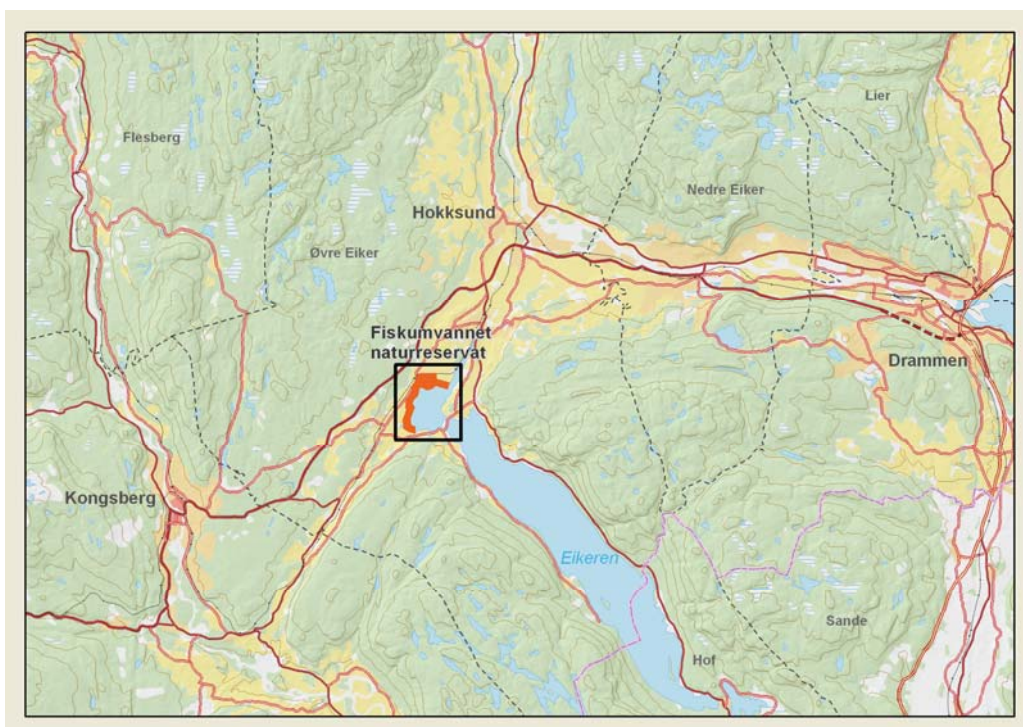 Lier
Flesberg
Nedre Eiker
Hokksund
Øvre Eiker
Fiskumvannet
naturreservat
Drammen
Kongsberg
Eikeren
Sande
Hof